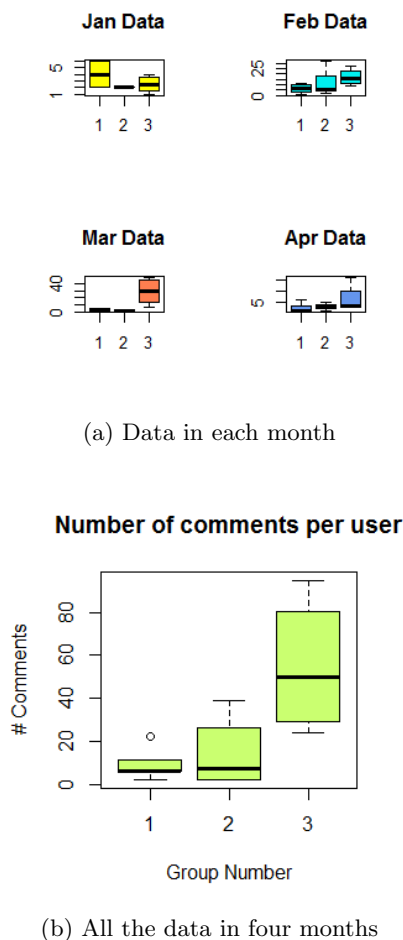 Jan Data Feb Data
5
1
25
0
1 2 3 1 2 3
Mar Data Apr Data
40
0
5
1 2 3 1 2 3
(a) Data in each month
Number of comments per user
# Comments
80
60
40
20
0
1 2 3
Group Number
(b) All the data in four months